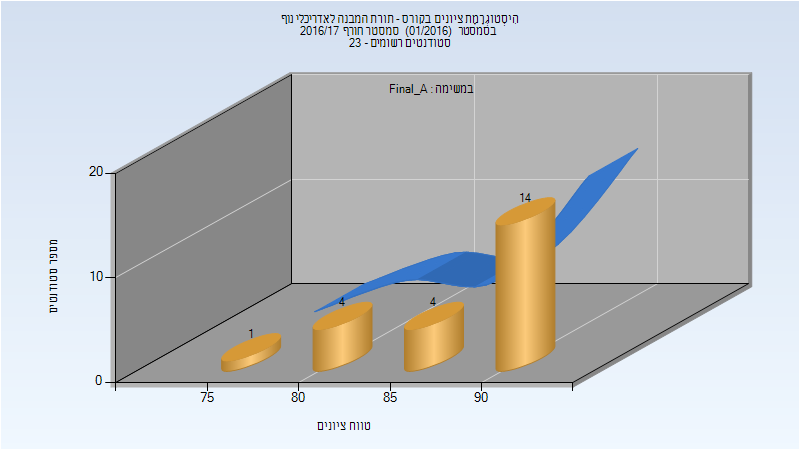 היסטוגרמת ציונים בקורס - תורת המבנה לאדריכלי נוף
בסמסטר (01/2016) סמסטר חורף 2016/17
סטודנטים רשומים - 23
במשימה : Final_A
מספר סטודנטים
20
10
0
1
4
4
14
75
80
85
90
טווח ציונים